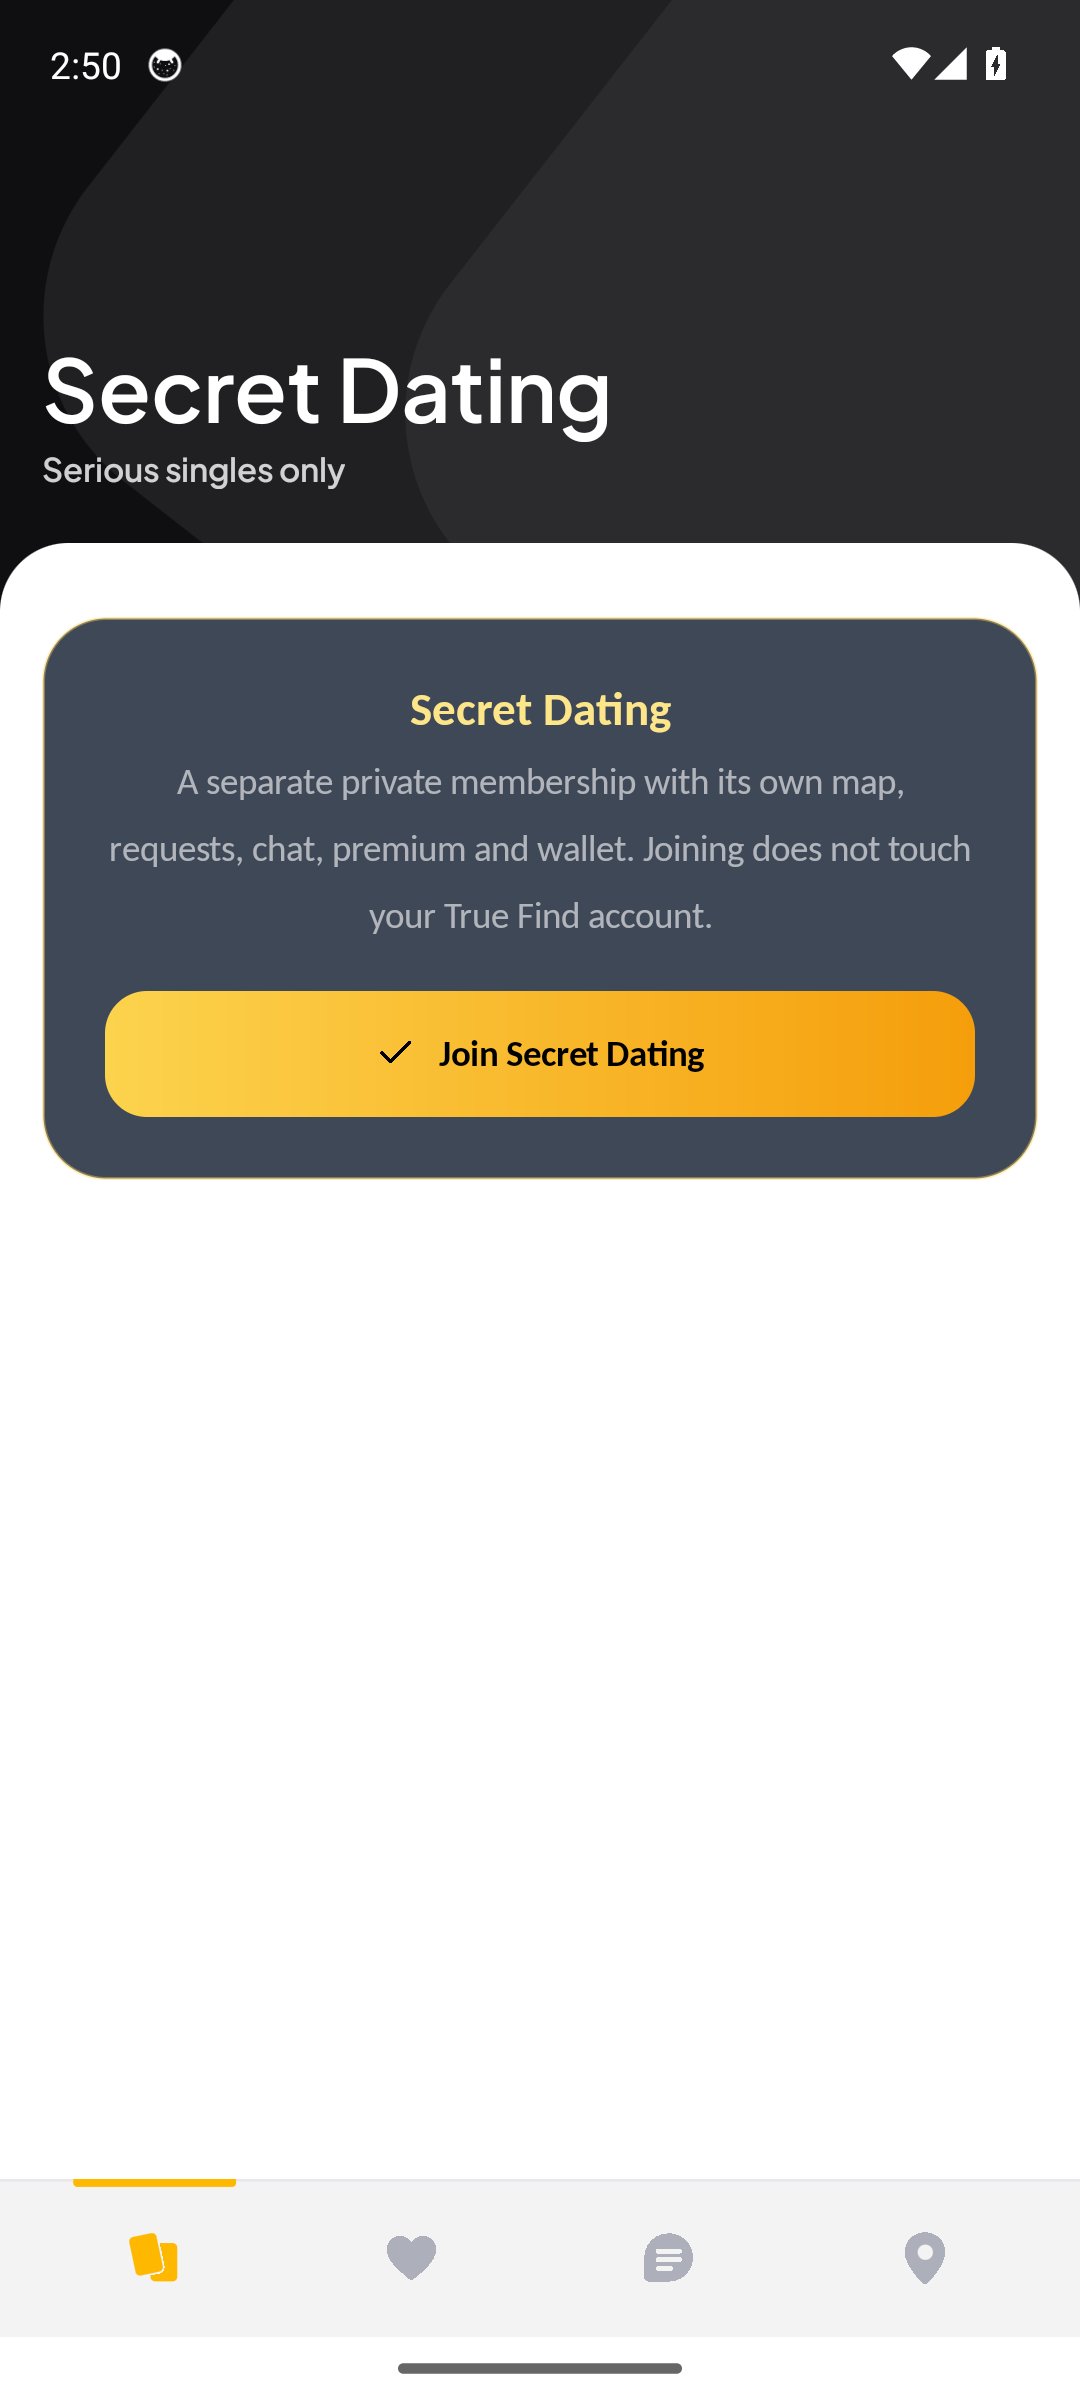 2:50
Secret Dating
Serious singles only
Secret Dating
A separate private membership with its own map,
requests, chat, premium and wallet. Joining does not touch
your True Find account.
Join Secret Dating